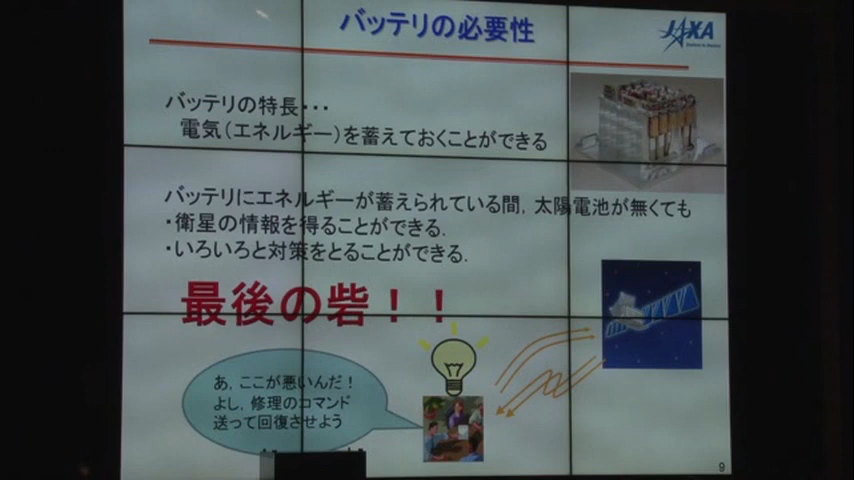 バッテリの必要性
JAXA
バッテリの特長・・・
電気(エネルギー)を蓄えておくことができる
バッテリにエネルギーが蓄えられている間,太陽電池が無くても
・衛星の情報を得ることができる.
・いろいろと対策をとることができる.
最後の砦!!
あ,ここが悪いんだ!
よし,修理のコマンド
送って回復させよう
9